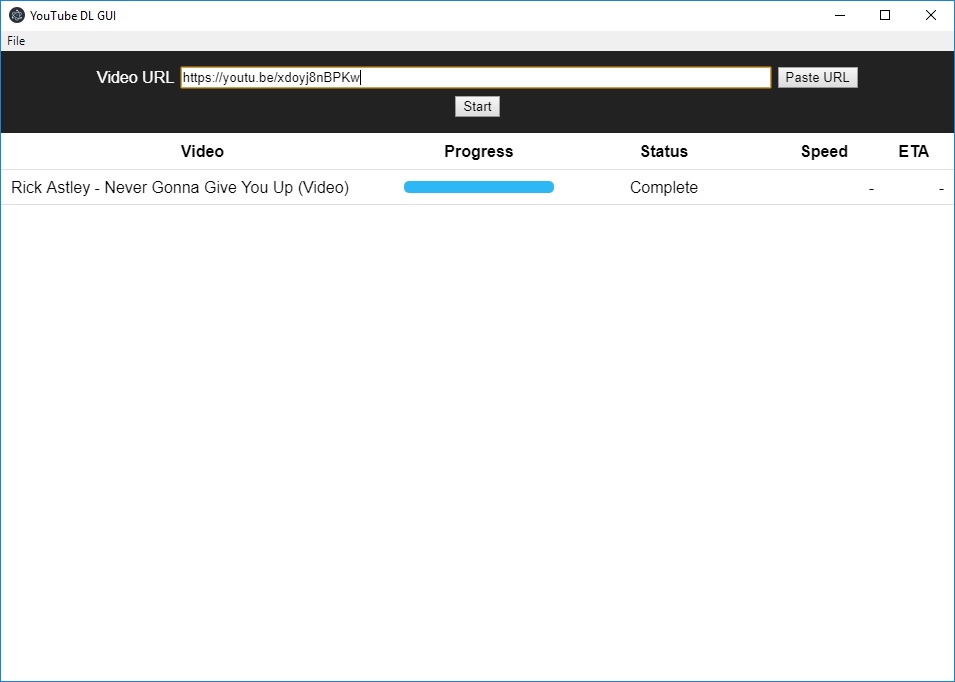 YouTube DL GUI
File
Video URL https://youtu.be/xdoyj8nBPKw Paste URL
Start
Video Progress Status Speed ETA
Rick Astley - Never Gonna Give You Up (Video) Complete - -